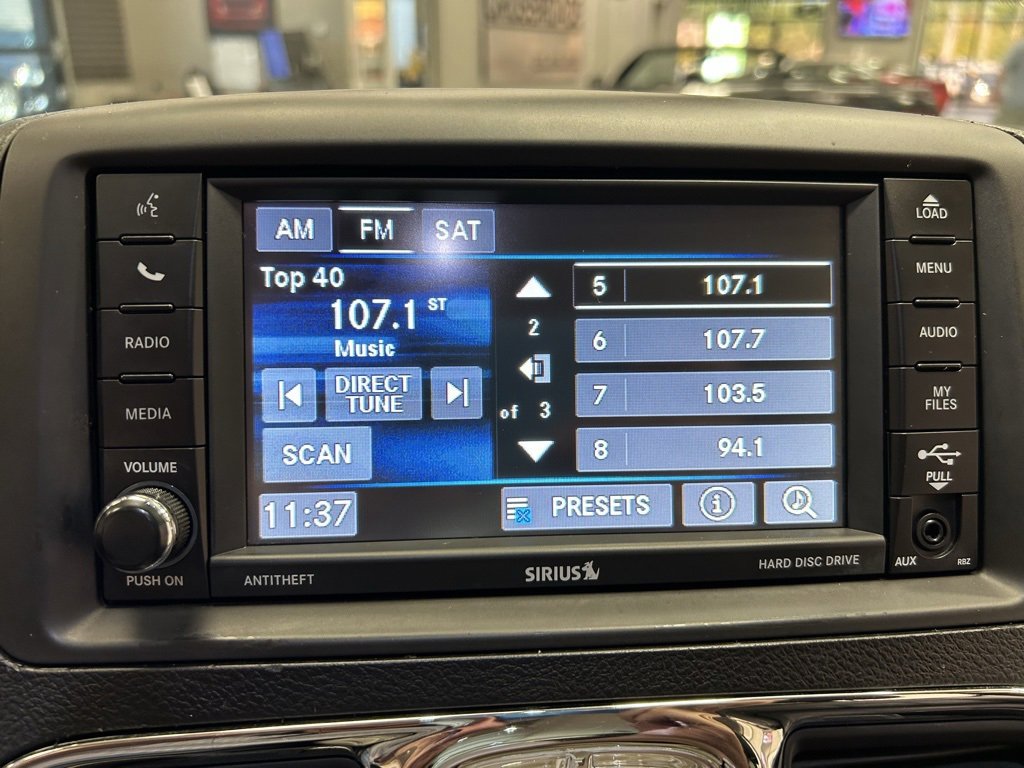 AM
FM
SAT
Top 40
107.1 ST
Music
DIRECT
TUNE
SCAN
11:37
2
of 3
5 107.1
6 107.7
7 103.5
8 94.1
PRESETS
i
RADIO
MEDIA
VOLUME
PUSH ON
LOAD
MENU
AUDIO
MY
FILES
PULL
AUX
RBZ
ANTITHEFT
SIRIUS
HARD DISC DRIVE